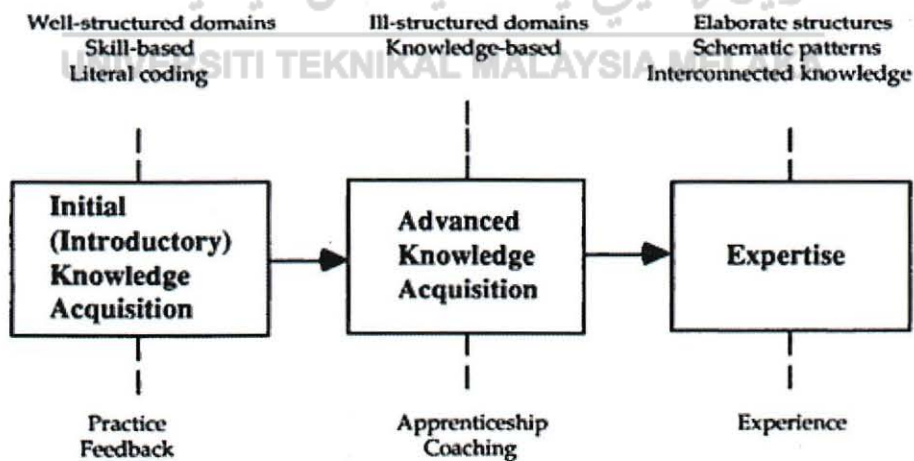 Well-structured domains
Skill-based
Literal coding
Ill-structured domains
Knowledge-based
Elaborate structures
Schematic patterns
Interconnected knowledge
UNIVERSITI TEKNIKAL MALAYSIA MELAKA
Initial
(Introductory)
Knowledge
Acquisition
Advanced
Knowledge
Acquisition
Expertise
Practice
Feedback
Apprenticeship
Coaching
Experience